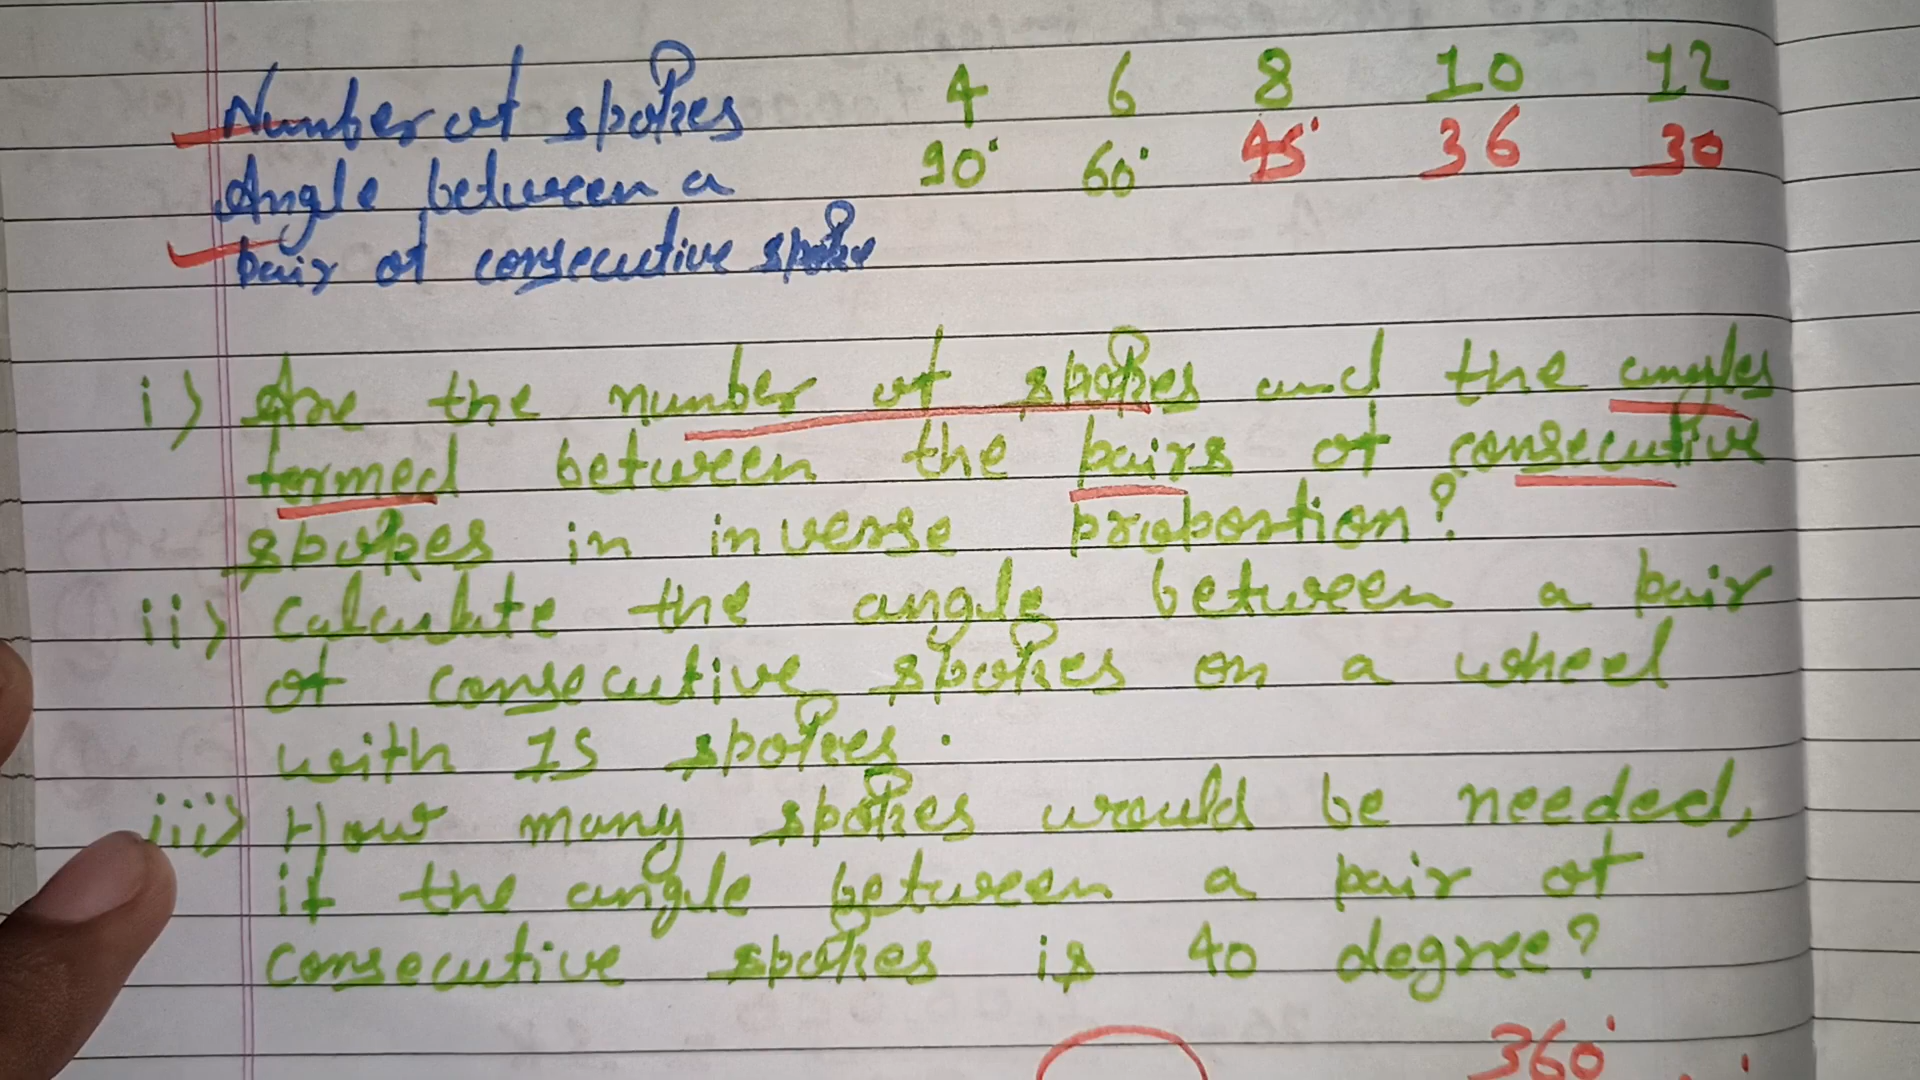 Number of spokes 4 6 8 10 12
Angle between a 90° 60° 45° 36 30
pair of consecutive spoke
i) Are the number of spokes and the angles
formed between the pairs of consecutive
spokes in inverse proportion?
ii) Calculate the angle between a pair
of consecutive spokes on a wheel
with 15 spokes.
iii) How many spokes would be needed,
if the angle between a pair of
consecutive spokes is 40 degree?
360°